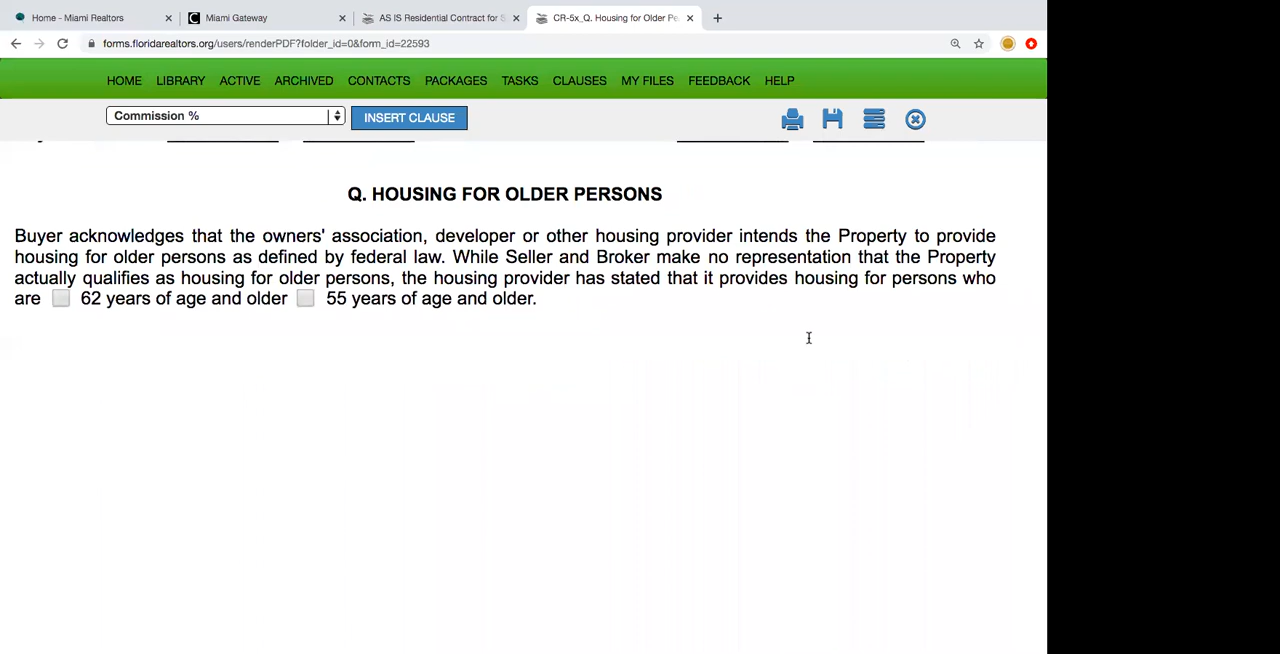 Home - Miami Realtors
Miami Gateway
AS IS Residential Contract for S
CR-5x_Q. Housing for Older Pe
forms.floridarealtors.org/users/renderPDF?folder_id=0&form_id=22593
HOME LIBRARY ACTIVE ARCHIVED CONTACTS PACKAGES TASKS CLAUSES MY FILES FEEDBACK HELP
Commission % INSERT CLAUSE
Q. HOUSING FOR OLDER PERSONS
Buyer acknowledges that the owners' association, developer or other housing provider intends the Property to provide
housing for older persons as defined by federal law. While Seller and Broker make no representation that the Property
actually qualifies as housing for older persons, the housing provider has stated that it provides housing for persons who
are 62 years of age and older 55 years of age and older.